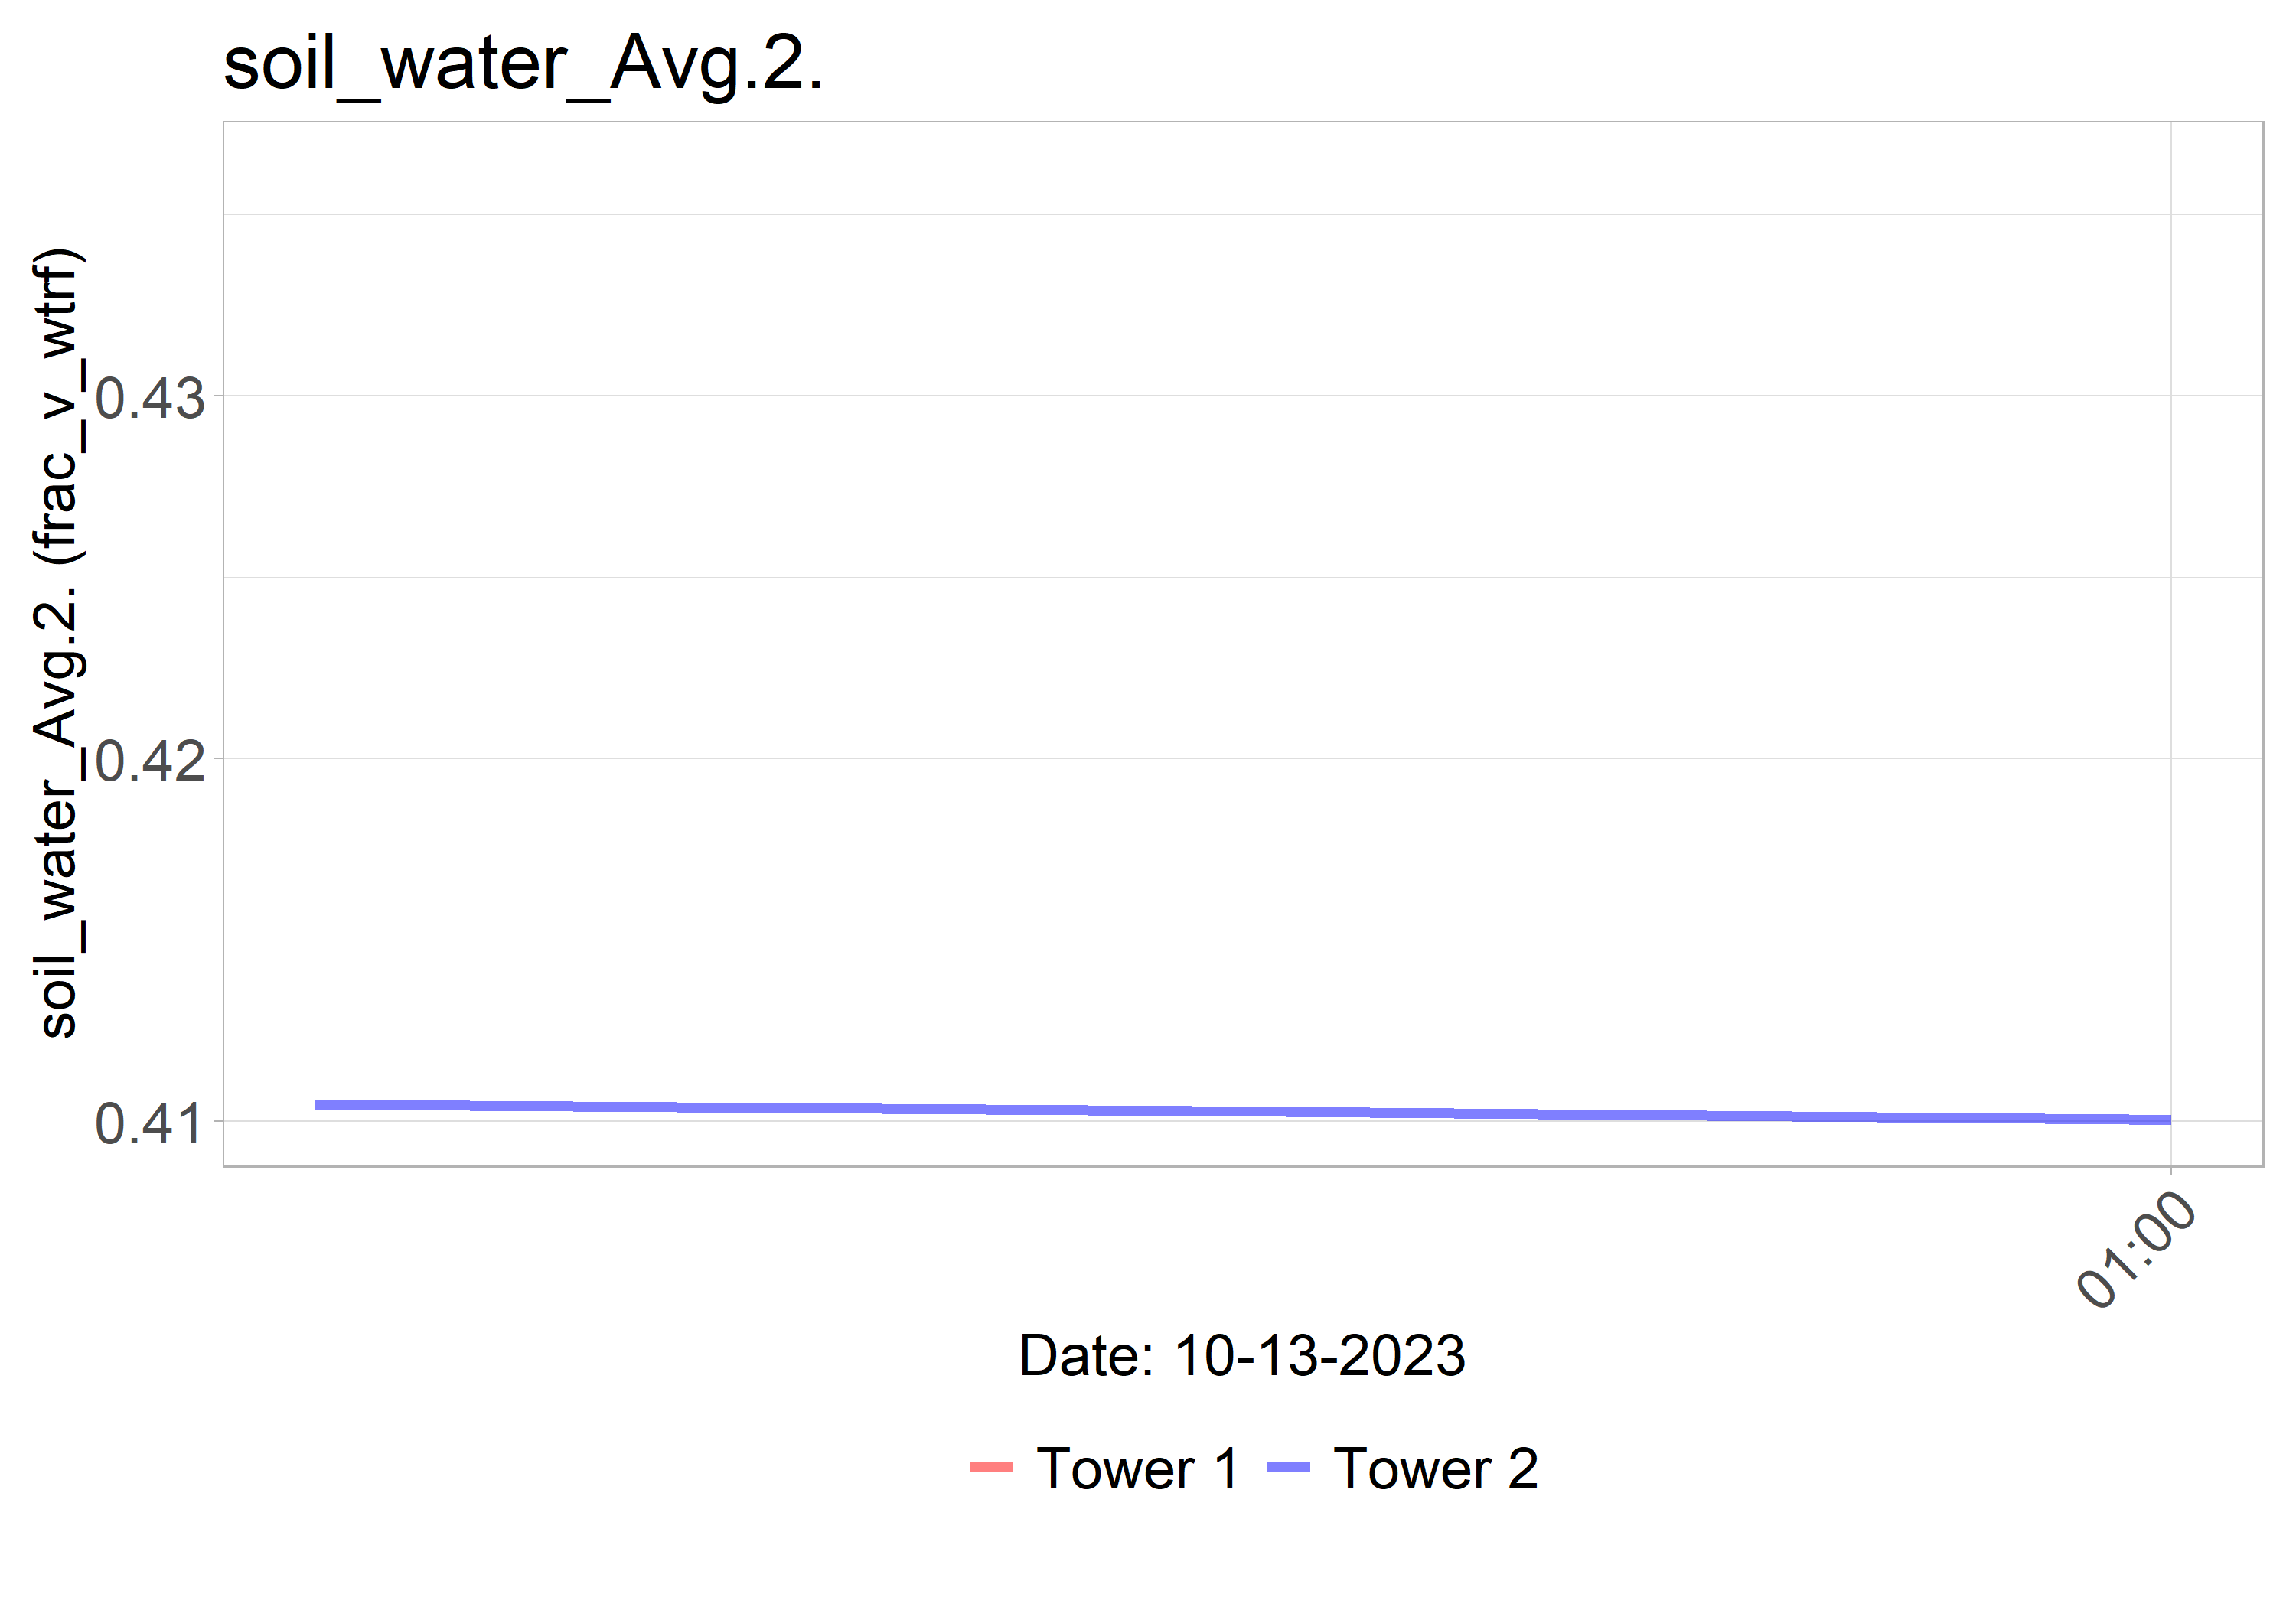 soil_water_Avg.2.
soil_water_Avg.2. (frac_v_wtrf)
0.43
0.42
0.41
01:00
Date: 10-13-2023
Tower 1 Tower 2